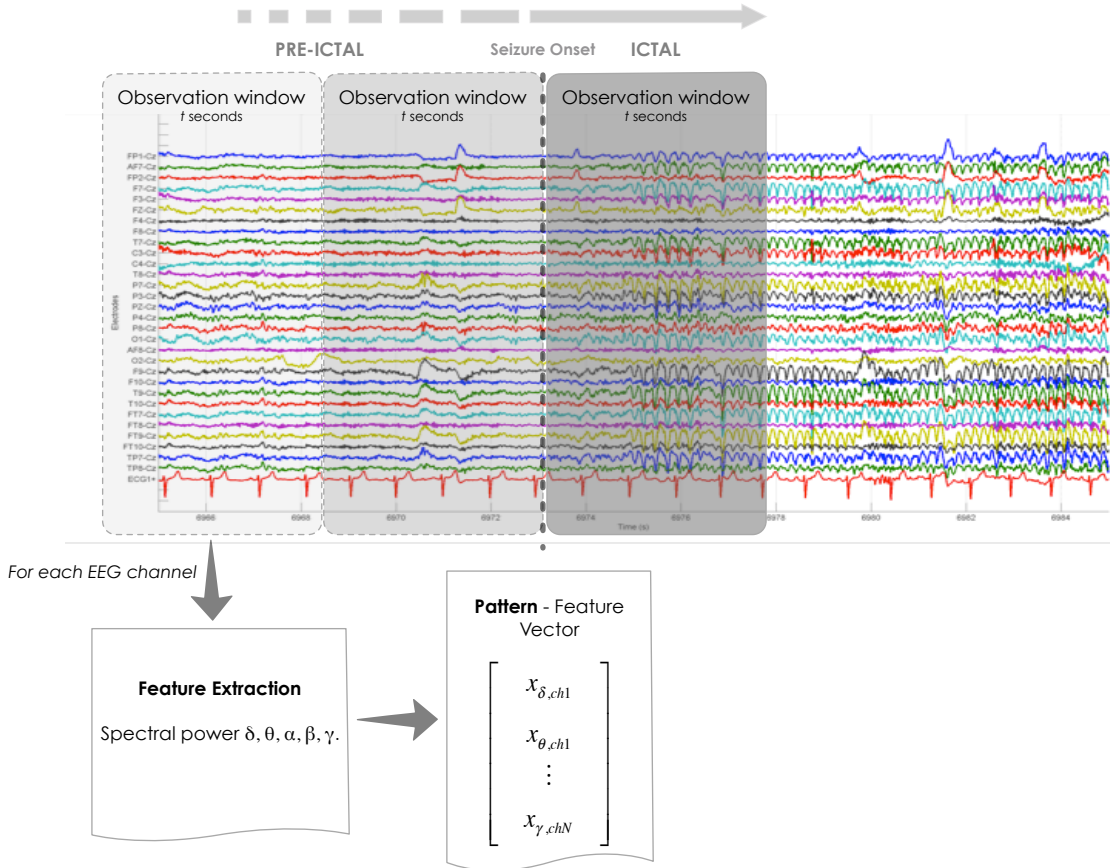 PRE-ICTAL
Seizure Onset
ICTAL
Observation window
t seconds
Observation window
t seconds
Observation window
t seconds
Electrodes
FP1-Cz
AF7-Cz
FP2-Cz
F7-Cz
F3-Cz
FZ-Cz
F4-Cz
F8-Cz
T7-Cz
C3-Cz
C4-Cz
T8-Cz
P7-Cz
P3-Cz
PZ-Cz
P4-Cz
P8-Cz
O1-Cz
AF8-Cz
O2-Cz
F9-Cz
F10-Cz
T9-Cz
T10-Cz
FT7-Cz
FT8-Cz
FT9-Cz
FT10-Cz
TP7-Cz
TP8-Cz
ECG1+
6966 6968 6970 6972 6974 6976 6978 6980 6982 6984
Time (s)
For each EEG channel
Feature Extraction
Spectral power δ, θ, α, β, γ.
Pattern - Feature
Vector
x_{δ,ch1}
x_{θ,ch1}
⋮
x_{γ,chN}